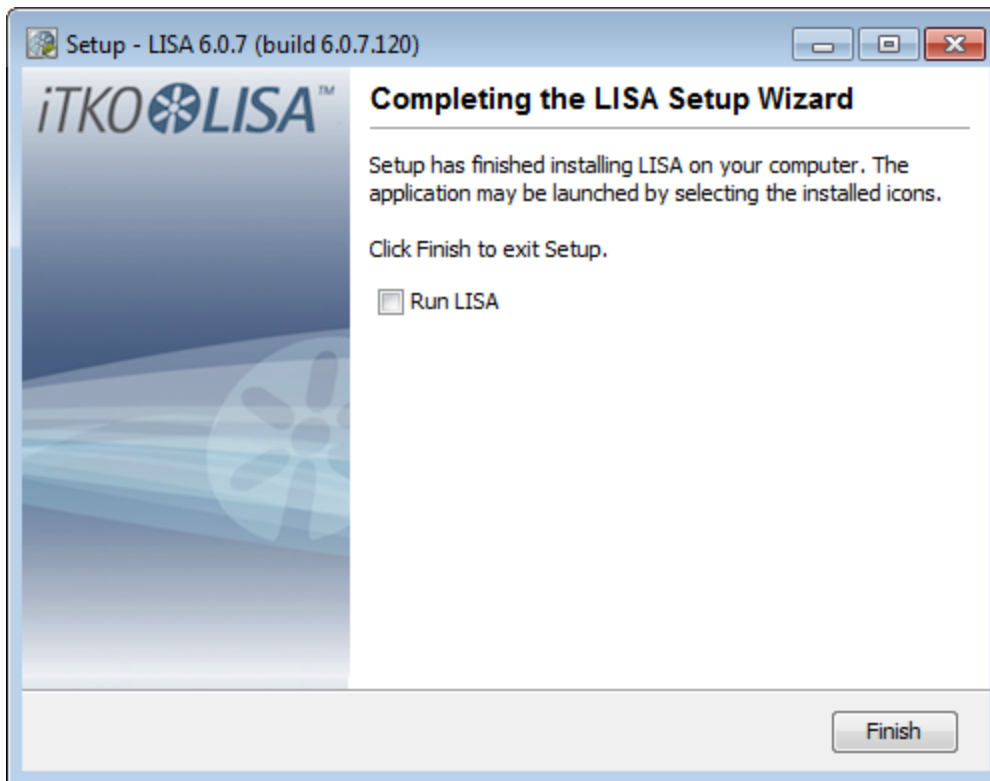 Setup - LISA 6.0.7 (build 6.0.7.120)
iTKO LISA™
Completing the LISA Setup Wizard
Setup has finished installing LISA on your computer. The
application may be launched by selecting the installed icons.
Click Finish to exit Setup.
Run LISA
Finish